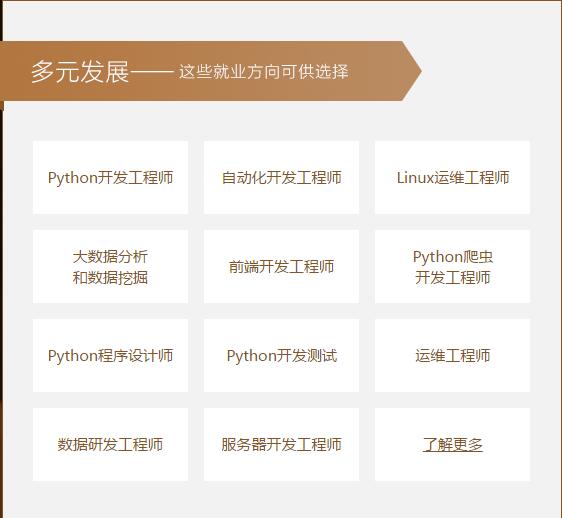 多元发展—— 这些就业方向可供选择
Python开发工程师
自动化开发工程师
Linux运维工程师
大数据分析
和数据挖掘
前端开发工程师
Python爬虫
开发工程师
Python程序设计师
Python开发测试
运维工程师
数据研发工程师
服务器开发工程师
了解更多